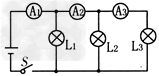 A₁ A₂ A₃
L₁ L₂ L₃
S